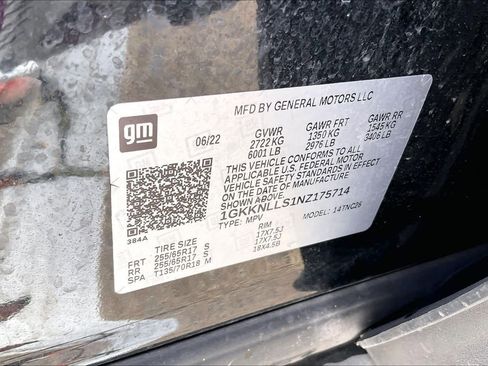 MFD BY GENERAL MOTORS LLC
gm
06/22 GVWR GAWR FRT GAWR RR
2722 KG 1350 KG 1545 KG
6001 LB 2976 LB 3406 LB
THIS VEHICLE CONFORMS TO ALL
APPLICABLE U.S. FEDERAL MOTOR
VEHICLE SAFETY STANDARDS IN EFFECT
ON THE DATE OF MANUFACTURE SHOWN ABOVE.
1GKKNLLS1NZ175714
TYPE: MPV MODEL: 14TNC26
384A
TIRE SIZE RIM
FRT 255/65R17 S 17X7.5J
RR 255/65R17 S 17X7.5J
SPA T135/70R18 M 18X4.5B